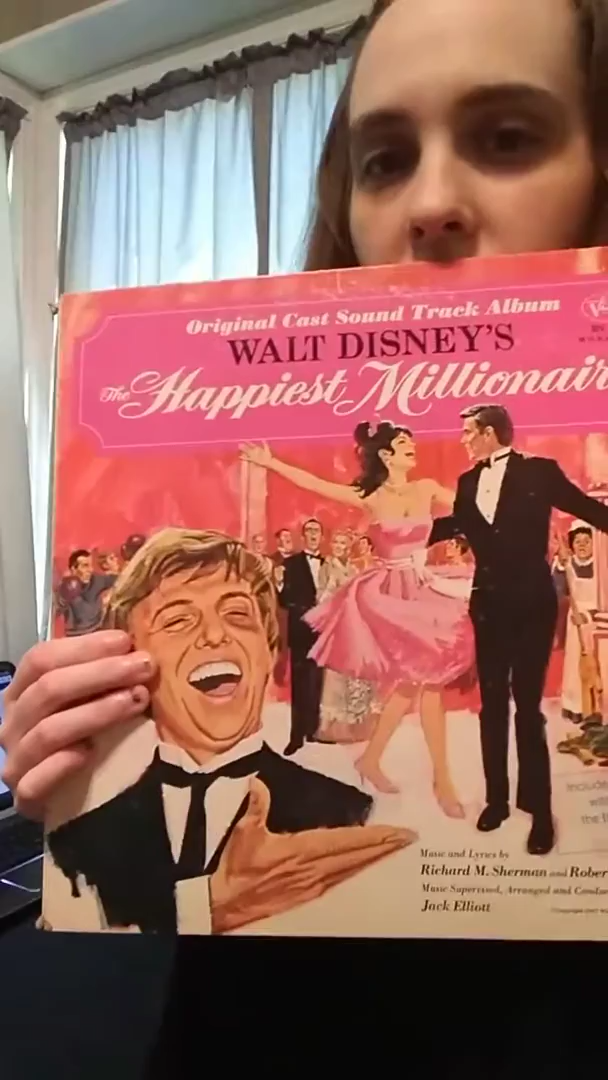 Original Cast Sound Track Album
WALT DISNEY'S
The Happiest Millionair
Music and Lyrics by
Richard M. Sherman and Rober
Music Supervised, Arranged and Conduc
Jack Elliott